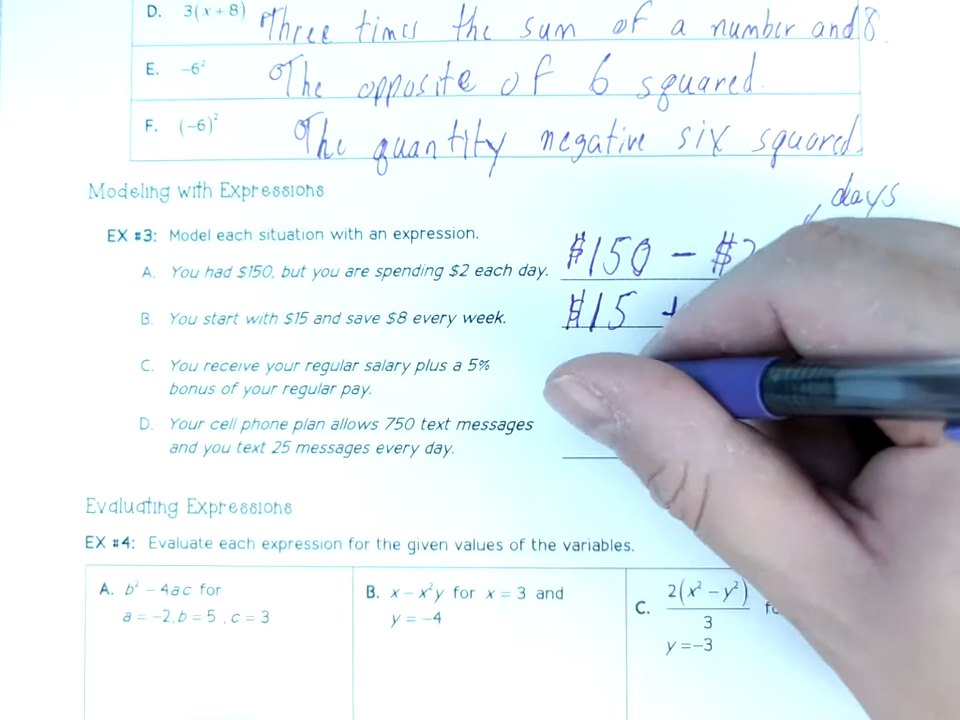 D. 3(x + 8) Three times the sum of a number and 8.
E. -6² The opposite of 6 squared.
F. (-6)² The quantity negative six squared.
Modeling with Expressions
days
EX #3: Model each situation with an expression.
A. You had $150, but you are spending $2 each day. $150 - $2
B. You start with $15 and save $8 every week. $15 +
C. You receive your regular salary plus a 5%
bonus of your regular pay.
D. Your cell phone plan allows 750 text messages
and you text 25 messages every day.
Evaluating Expressions
EX #4: Evaluate each expression for the given values of the variables.
A. b² - 4ac for
a = -2, b = 5, c = 3
B. x - x²y for x = 3 and
y = -4
C. 2(x² - y²)
3
y = -3